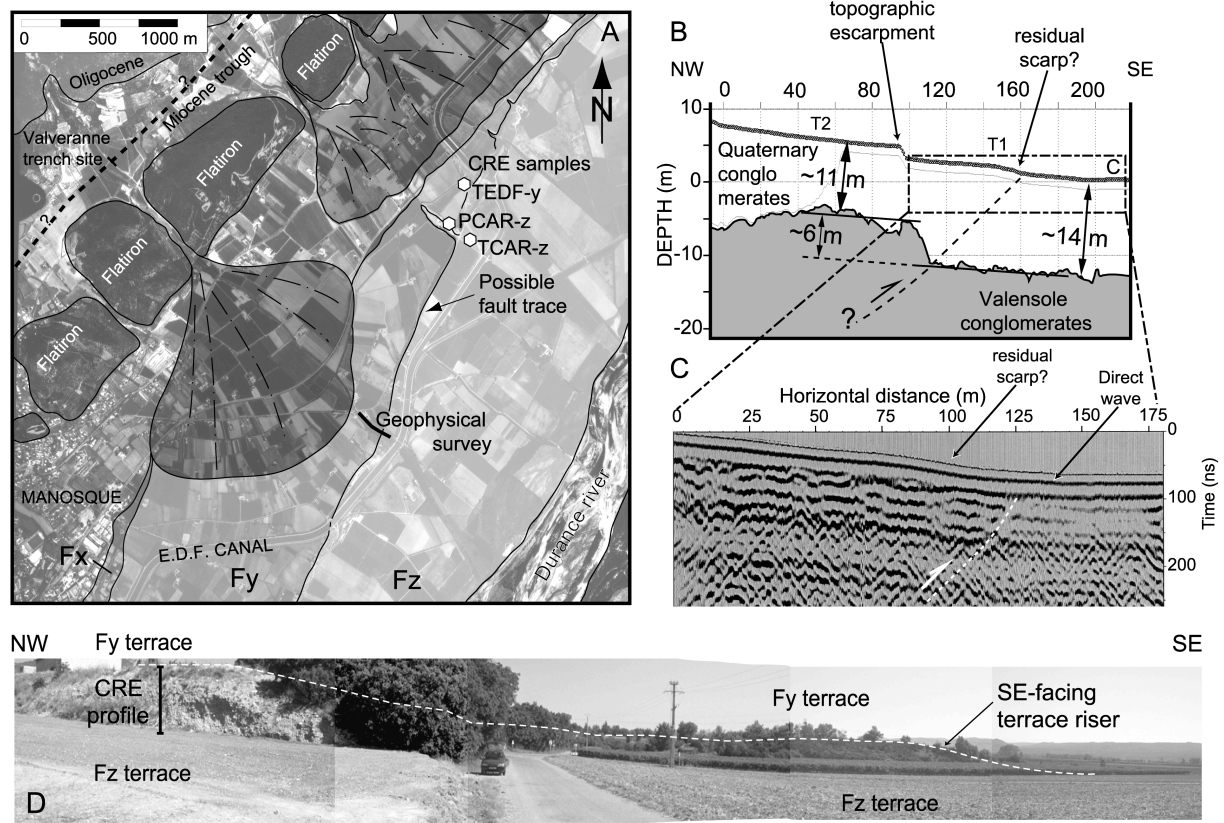 0 500 1000 m
A
N
Oligocene
?
Miocene trough
Flatiron
Valveranne
trench site
Flatiron
?
Flatiron
Flatiron
CRE samples
TEDF-y
PCAR-z
TCAR-z
Possible
fault trace
Geophysical
survey
MANOSQUE
E.D.F. CANAL
Fx
Fy
Fz
Durance river
B
topographic
escarpment
residual
scarp?
NW
SE
0 40 80 120 160 200
DEPTH (m)
10
0
-10
-20
T2
T1
C
Quaternary
conglo
merates
~11 m
~6 m
~14 m
?
Valensole
conglomerates
C
residual
scarp?
Direct
wave
Horizontal distance (m)
0 25 50 75 100 125 150 175
0
100
200
Time (ns)
NW
SE
Fy terrace
CRE
profile
Fz terrace
D
Fy terrace
SE-facing
terrace riser
Fz terrace